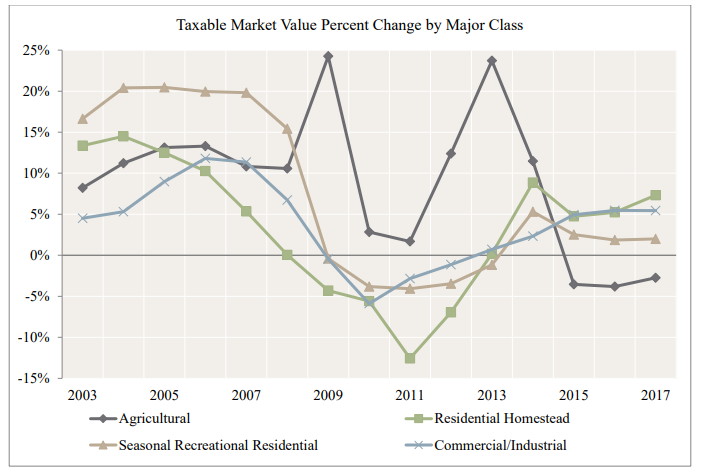 Taxable Market Value Percent Change by Major Class
25%
20%
15%
10%
5%
0%
-5%
-10%
-15%
2003 2005 2007 2009 2011 2013 2015 2017
Agricultural Residential Homestead
Seasonal Recreational Residential Commercial/Industrial